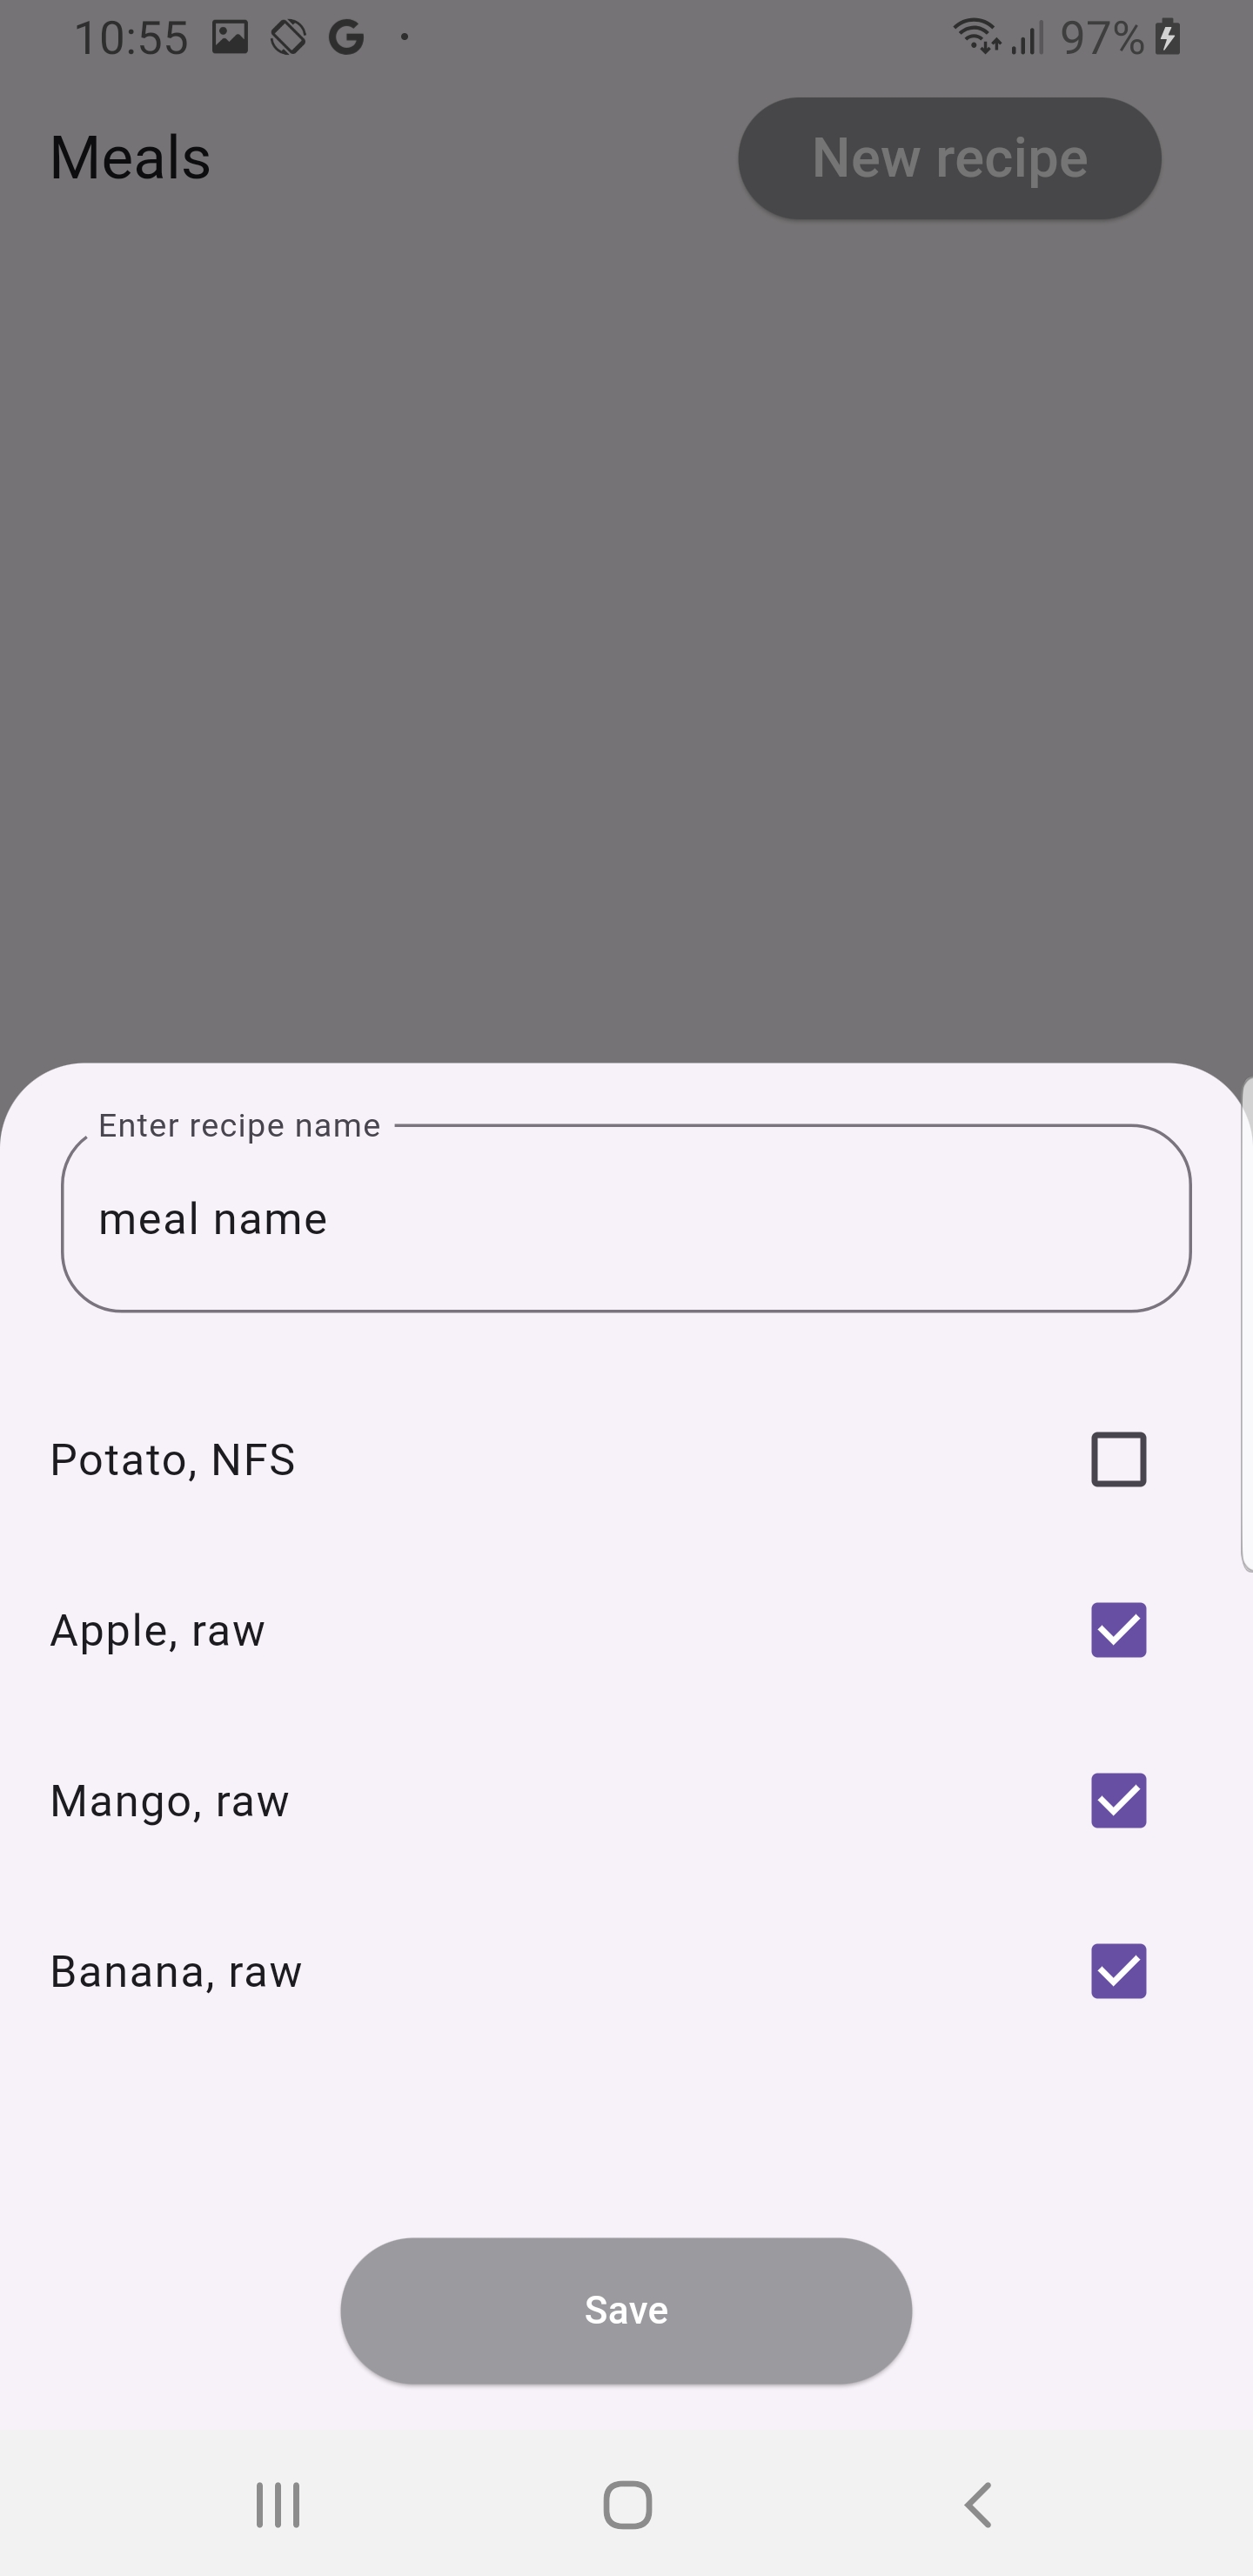 10:55 97%
Meals New recipe
Enter recipe name
meal name
Potato, NFS
Apple, raw
Mango, raw
Banana, raw
Save